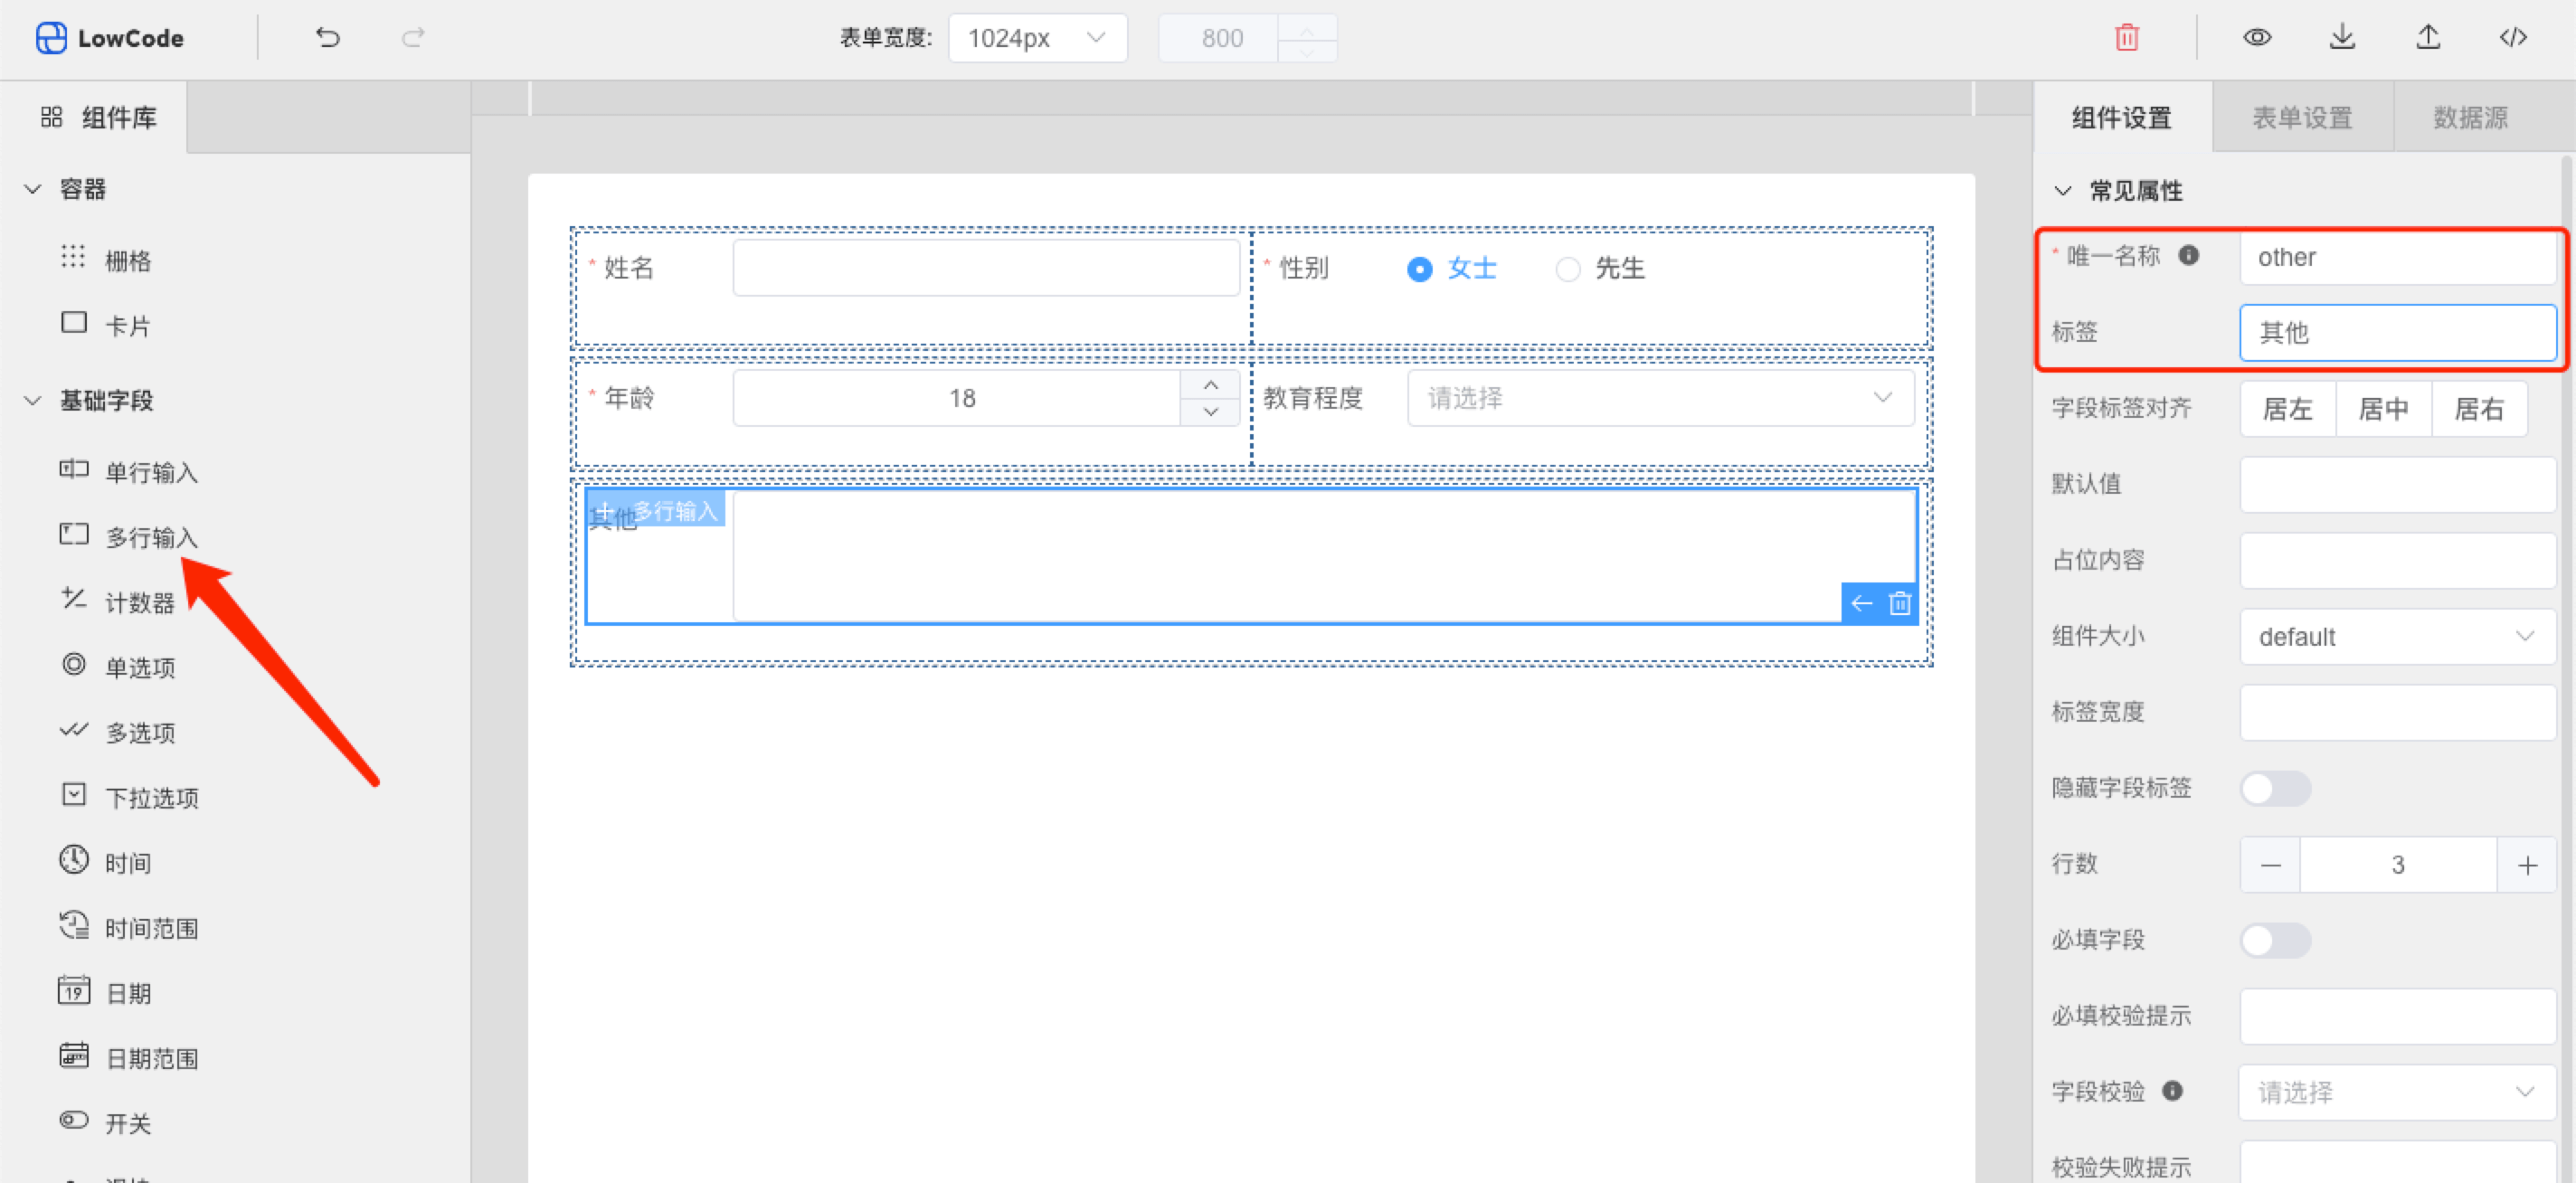 LowCode
表单宽度: 1024px 800
组件库
容器
栅格
卡片
基础字段
单行输入
多行输入
计数器
单选项
多选项
下拉选项
时间
时间范围
19 日期
日期范围
开关
* 姓名
* 性别 女士 先生
* 年龄 18
教育程度 请选择
其他 多行输入
组件设置 表单设置 数据源
常见属性
* 唯一名称 other
标签 其他
字段标签对齐 居左 居中 居右
默认值
占位内容
组件大小 default
标签宽度
隐藏字段标签
行数 3
必填字段
必填校验提示
字段校验 请选择
校验失败提示